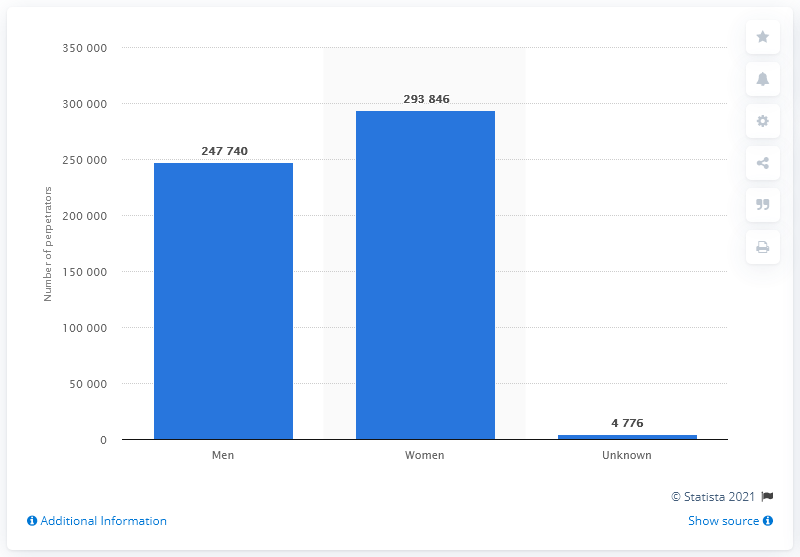 350 000
300 000
250 000
200 000
150 000
100 000
50 000
0
Number of perpetrators
247 740
293 846
4 776
Men
Women
Unknown
© Statista 2021
Additional Information
Show source